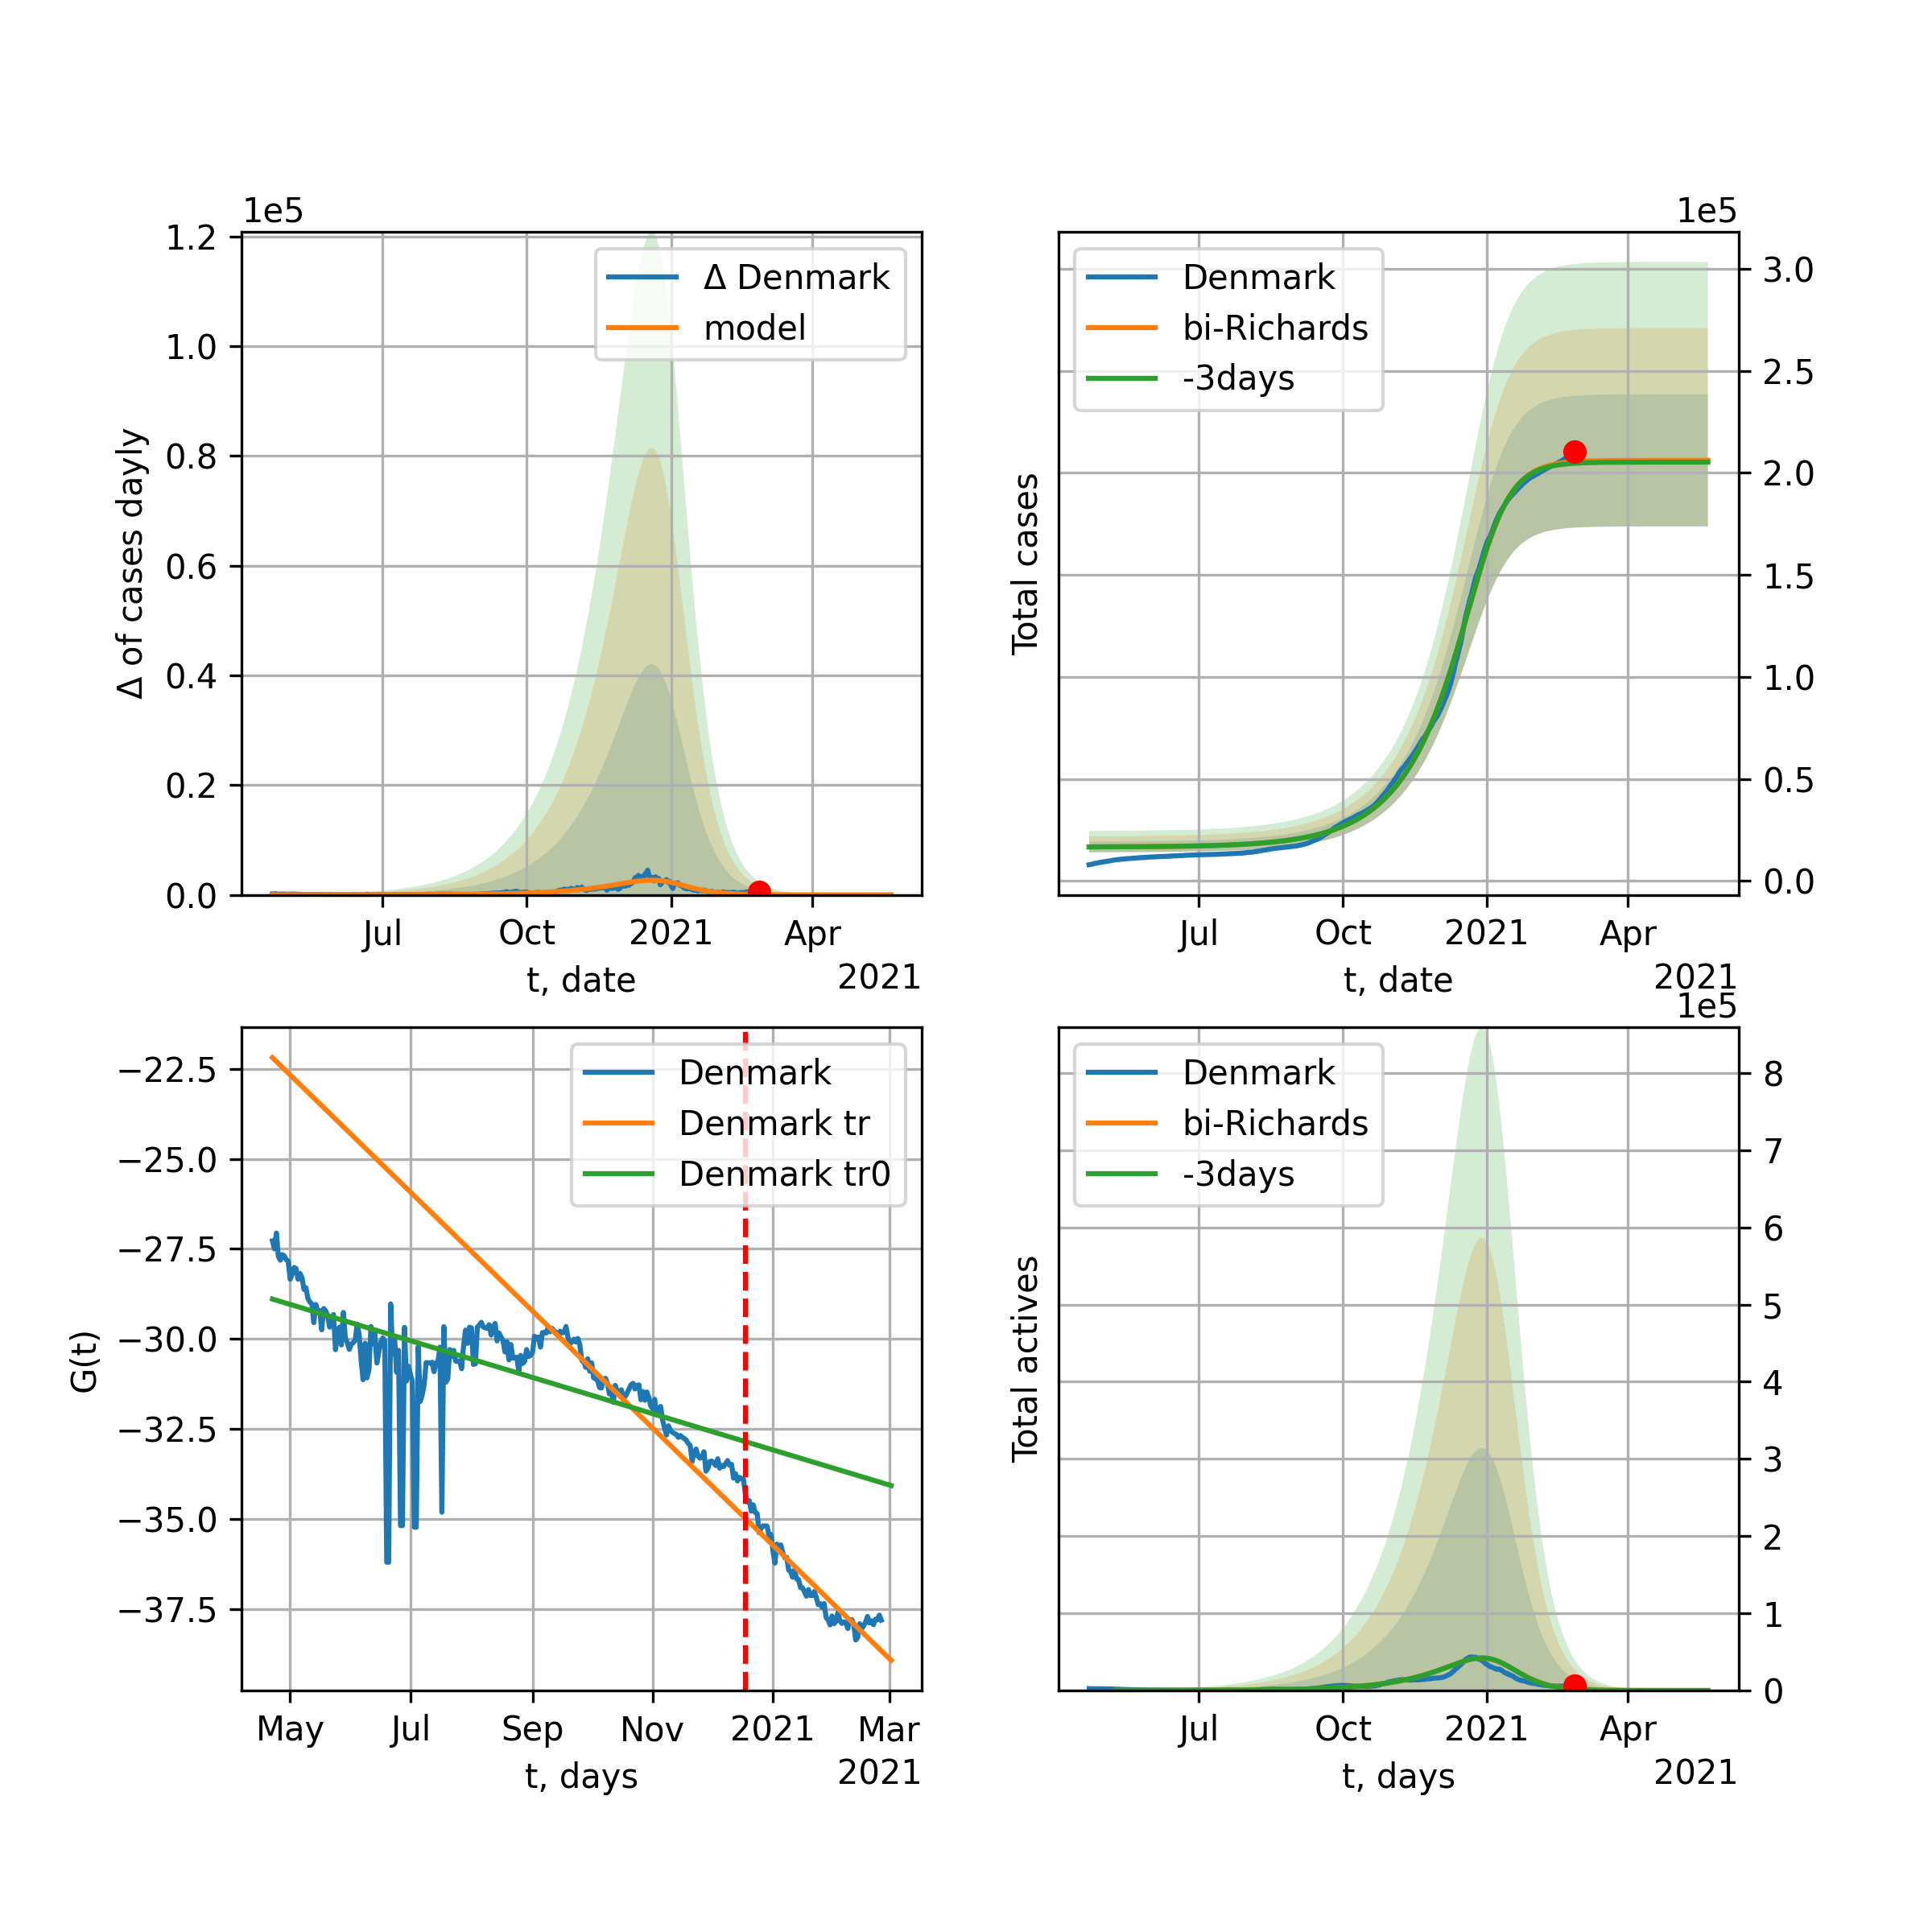 1e5
1.2
1.0
0.8
0.6
0.4
0.2
0.0
Δ of cases dayly
Δ Denmark
model
Jul
Oct
2021
Apr
t, date
2021
1e5
3.0
2.5
2.0
1.5
1.0
0.5
0.0
Total cases
Denmark
bi-Richards
-3days
Jul
Oct
2021
Apr
t, date
2021
−22.5
−25.0
−27.5
−30.0
−32.5
−35.0
−37.5
G(t)
Denmark
Denmark tr
Denmark tr0
May
Jul
Sep
Nov
2021
Mar
t, days
2021
1e5
8
7
6
5
4
3
2
1
0
Total actives
Denmark
bi-Richards
-3days
Jul
Oct
2021
Apr
t, days
2021